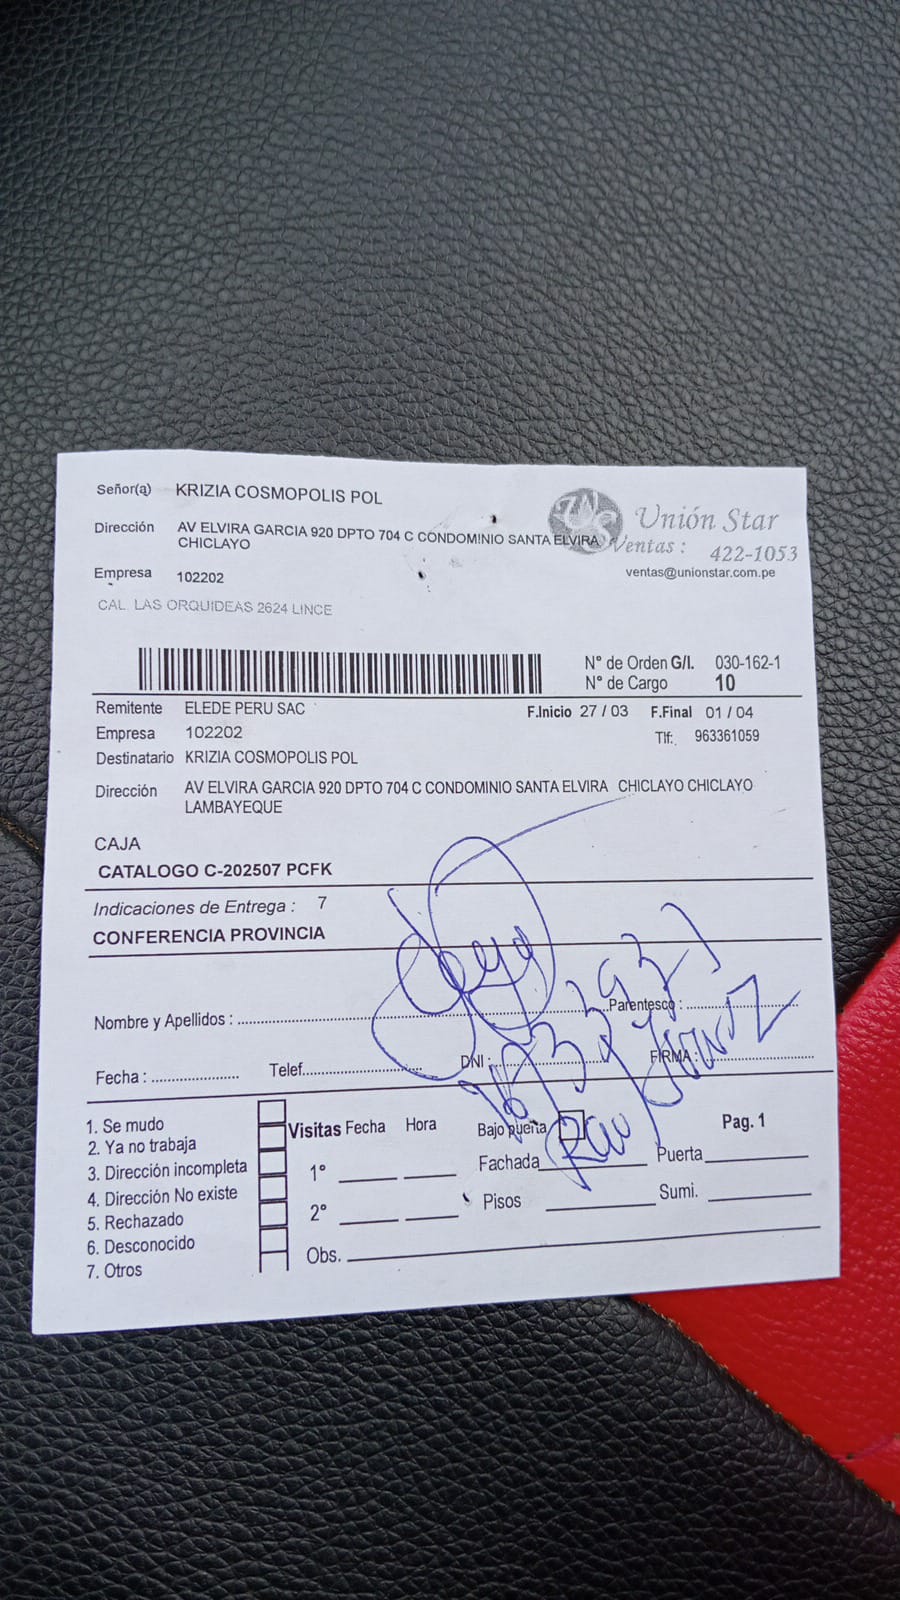 Señor(a) KRIZIA COSMOPOLIS POL
Unión Star
Ventas : 422-1053
ventas@unionstar.com.pe
Dirección AV ELVIRA GARCIA 920 DPTO 704 C CONDOMINIO SANTA ELVIRA
CHICLAYO
Empresa 102202
CAL. LAS ORQUIDEAS 2624 LINCE
N° de Orden G/I. 030-162-1
N° de Cargo 10
Remitente ELEDE PERU SAC
F.Inicio 27 / 03 F.Final 01 / 04
Empresa 102202
Tlf: 963361059
Destinatario KRIZIA COSMOPOLIS POL
Dirección AV ELVIRA GARCIA 920 DPTO 704 C CONDOMINIO SANTA ELVIRA CHICLAYO CHICLAYO
LAMBAYEQUE
CAJA
CATALOGO C-202507 PCFK
Indicaciones de Entrega : 7
CONFERENCIA PROVINCIA
Nombre y Apellidos : Parentesco :
Fecha : Telef. DNI : FIRMA :
1. Se mudo
2. Ya no trabaja
3. Dirección incompleta
4. Dirección No existe
5. Rechazado
6. Desconocido
7. Otros
Visitas Fecha Hora
1°
2°
Obs.
Bajo puerta
Pag. 1
Fachada Puerta
Pisos Sumi.